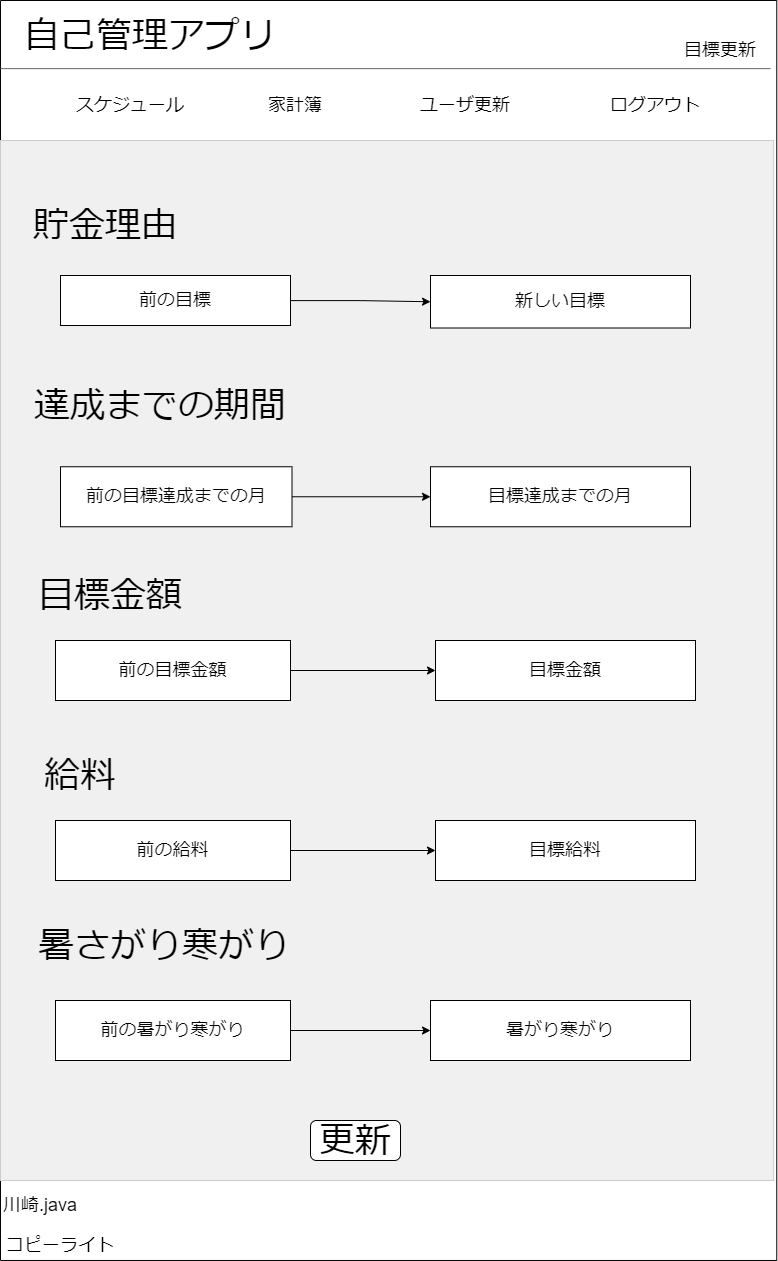 自己管理アプリ
目標更新
スケジュール 家計簿 ユーザ更新 ログアウト
貯金理由
前の目標 新しい目標
達成までの期間
前の目標達成までの月 目標達成までの月
目標金額
前の目標金額 目標金額
給料
前の給料 目標給料
暑さがり寒がり
前の暑がり寒がり 暑がり寒がり
更新
川崎.java
コピーライト